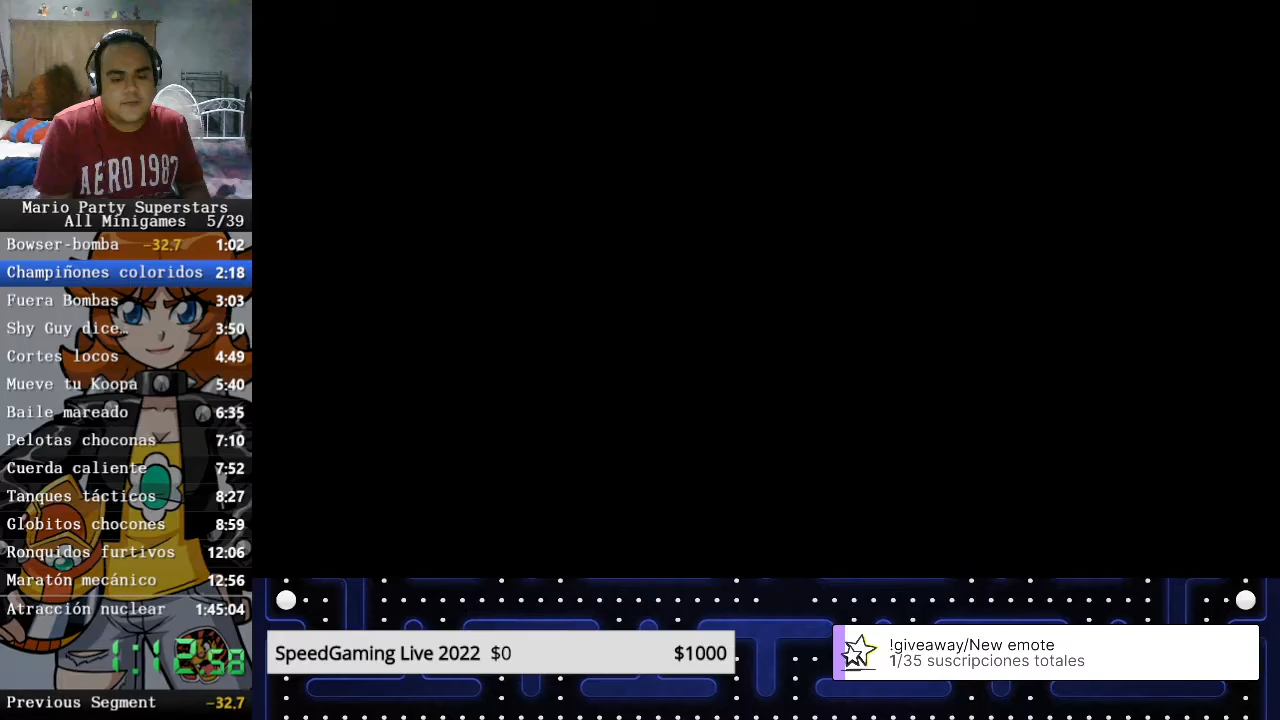 AERO 1987
Mario Party Superstars
All Minigames 5/39
Bowser-bomba -32.7 1:02
Champiñones coloridos 2:18
Fuera Bombas 3:03
Shy Guy dice… 3:50
Cortes locos 4:49
Mueve tu Koopa 5:40
Baile mareado 6:35
Pelotas choconas 7:10
Cuerda caliente 7:52
Tanques tácticos 8:27
Globitos chocones 8:59
Ronquidos furtivos 12:06
Maratón mecánico 12:56
Atracción nuclear 1:45:04
1:12.58
Previous Segment -32.7
SpeedGaming Live 2022 $0 $1000
!giveaway/New emote
1/35 suscripciones totales